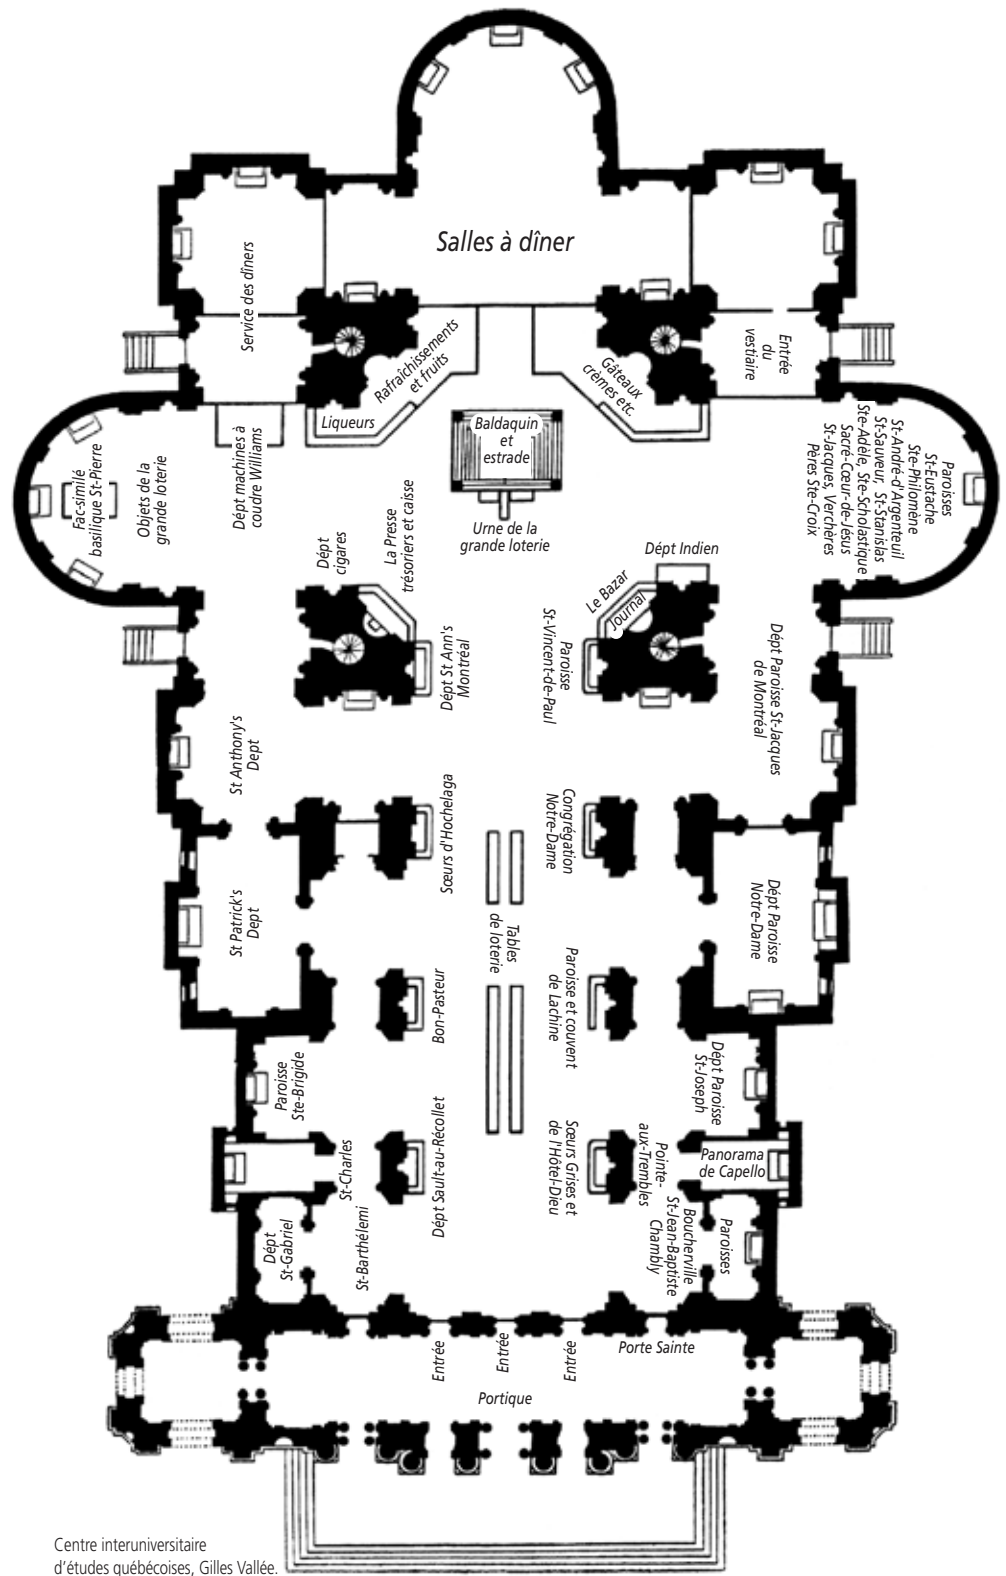 Salles à dîner
Service des dîners
Rafraîchissements
et fruits
Gâteaux
crèmes etc.
Entrée
du
vestiaire
Liqueurs
Baldaquin
et
estrade
Fac-similé
basilique St-Pierre
Objets de la
grande loterie
Dépt machines à
coudre Williams
Dépt
cigares
La Presse
trésoriers et caisse
Urne de la
grande loterie
Dépt Indien
Le Bazar
Journal
Paroisses
St-Eustache
Ste-Philomène
St-André-d'Argenteuil
St-Sauveur, St-Stanislas
Ste-Adèle, Ste-Scholastique
Sacré-Cœur-de-Jésus
St-Jacques, Verchères
Pères Ste-Croix
Dépt St Ann's
Montréal
Paroisse
St-Vincent-de-Paul
Dépt Paroisse St-Jacques
de Montréal
St Anthony's
Dept
Sœurs d'Hochelaga
Congrégation
Notre-Dame
St Patrick's
Dept
Tables
de loterie
Dépt Paroisse
Notre-Dame
Bon-Pasteur
Paroisse et couvent
de Lachine
Paroisse
Ste-Brigide
Dépt Paroisse
St-Joseph
St-Charles
Dépt Sault-au-Récollet
Sœurs Grises et
de l'Hôtel-Dieu
Pointe-
aux-Trembles
Panorama
de Capello
Dépt
St-Gabriel
St-Barthélemi
Boucherville
St-Jean-Baptiste
Chambly
Paroisses
Entrée
Entrée
Entrée
Porte Sainte
Portique
Centre interuniversitaire
d'études québécoises, Gilles Vallée.